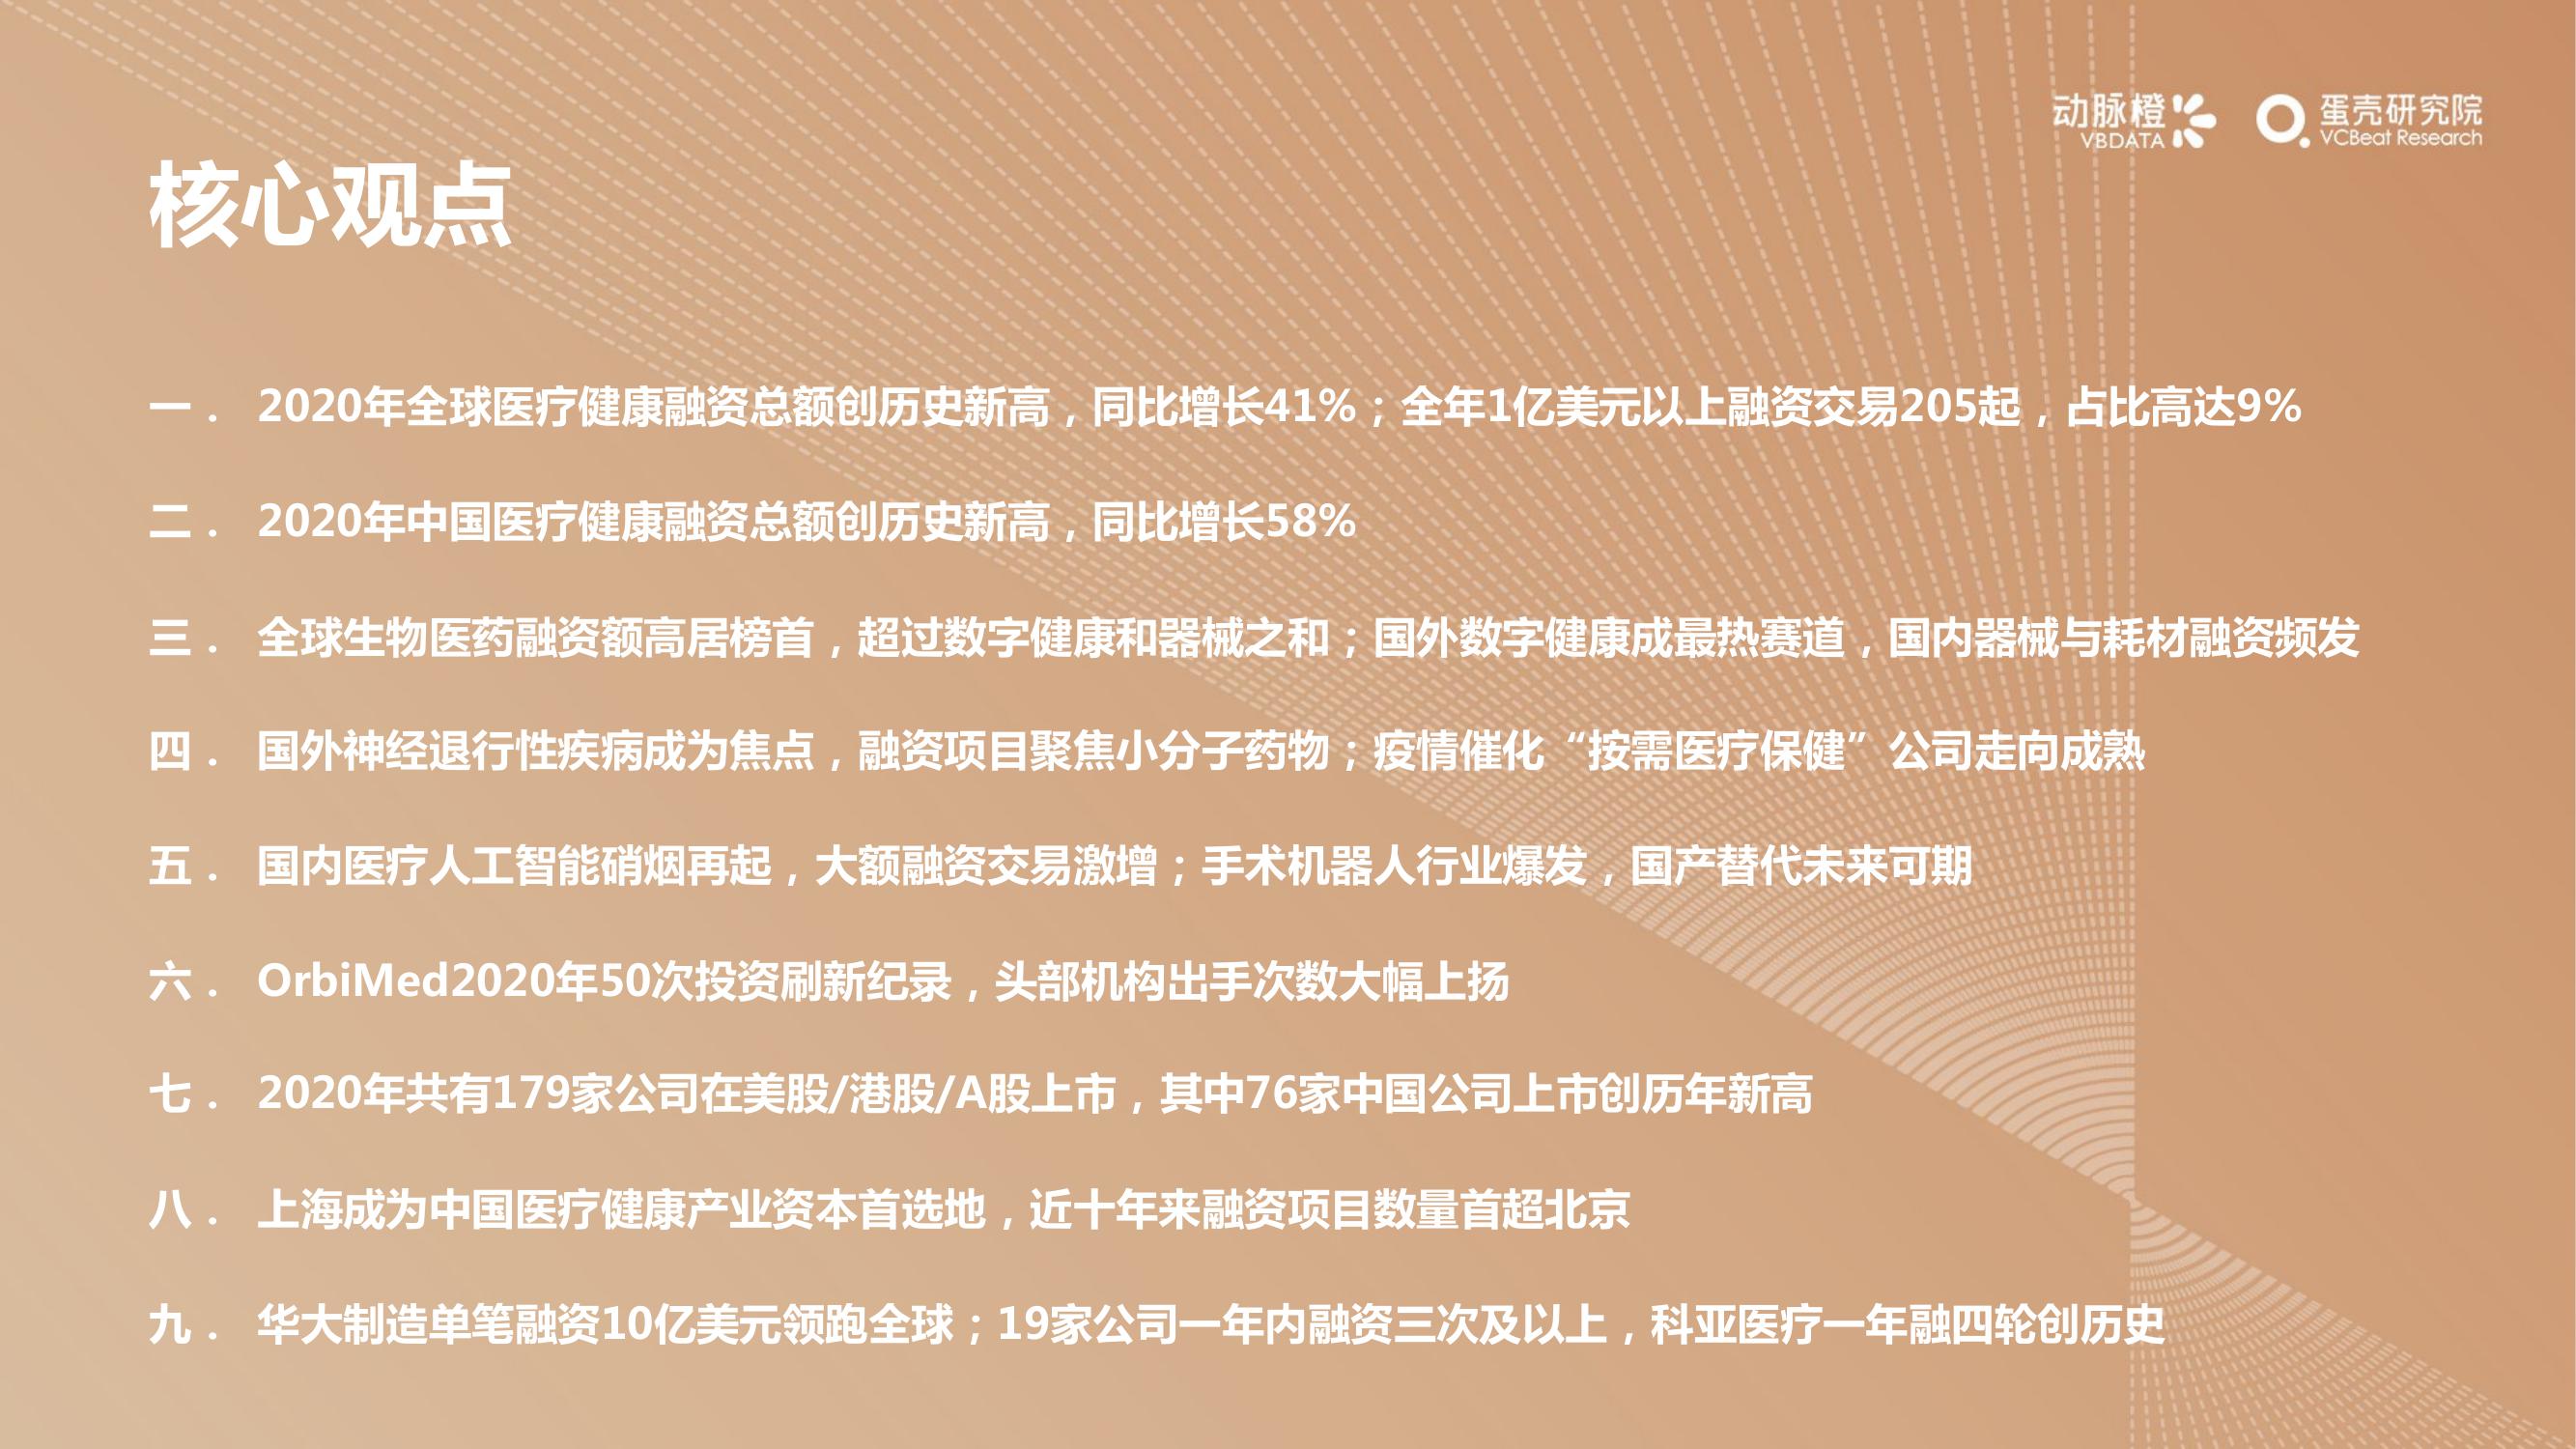 动脉橙 蛋壳研究院
VBDATA VCBeat Research
核心观点
一． 2020年全球医疗健康融资总额创历史新高，同比增长41%；全年1亿美元以上融资交易205起，占比高达9%
二． 2020年中国医疗健康融资总额创历史新高，同比增长58%
三． 全球生物医药融资额高居榜首，超过数字健康和器械之和；国外数字健康成最热赛道，国内器械与耗材融资频发
四． 国外神经退行性疾病成为焦点，融资项目聚焦小分子药物；疫情催化“按需医疗保健”公司走向成熟
五． 国内医疗人工智能硝烟再起，大额融资交易激增；手术机器人行业爆发，国产替代未来可期
六． OrbiMed2020年50次投资刷新纪录，头部机构出手次数大幅上扬
七． 2020年共有179家公司在美股/港股/A股上市，其中76家中国公司上市创历年新高
八． 上海成为中国医疗健康产业资本首选地，近十年来融资项目数量首超北京
九． 华大制造单笔融资10亿美元领跑全球；19家公司一年内融资三次及以上，科亚医疗一年融四轮创历史